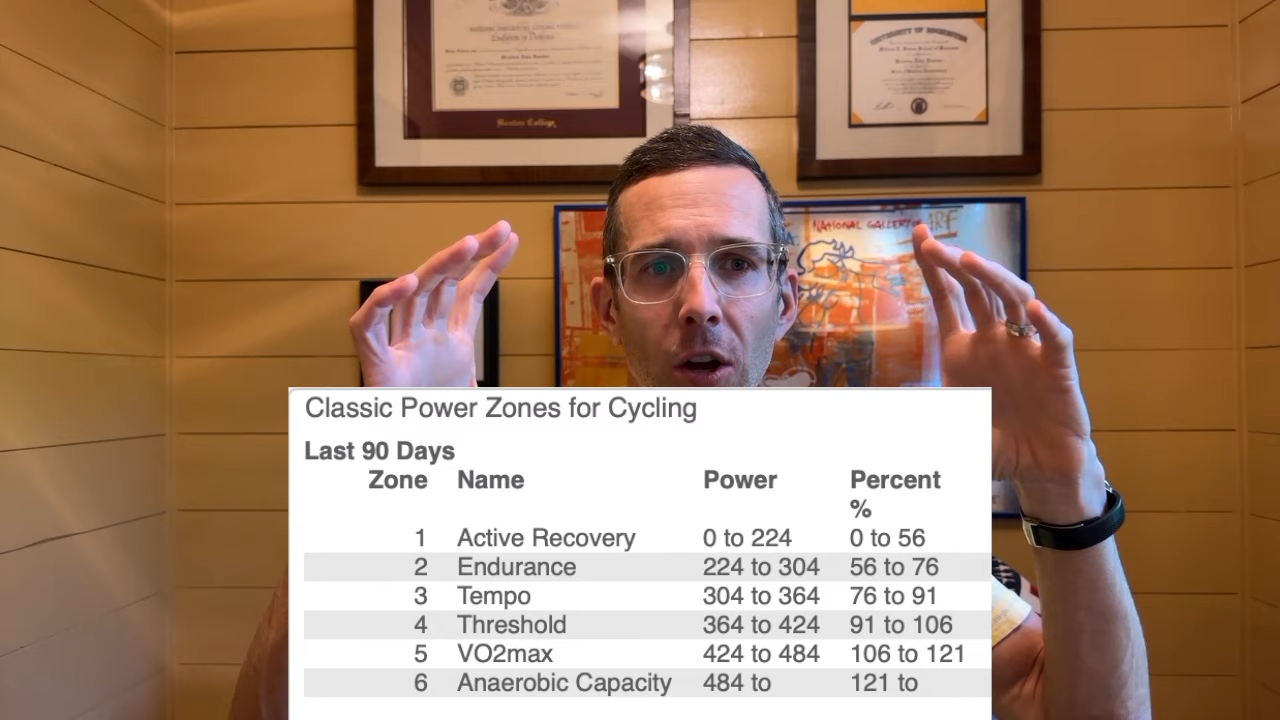 NATIONAL GALLERY of ART
Classic Power Zones for Cycling
Last 90 Days
Zone Name Power Percent
%
1 Active Recovery 0 to 224 0 to 56
2 Endurance 224 to 304 56 to 76
3 Tempo 304 to 364 76 to 91
4 Threshold 364 to 424 91 to 106
5 VO2max 424 to 484 106 to 121
6 Anaerobic Capacity 484 to 121 to